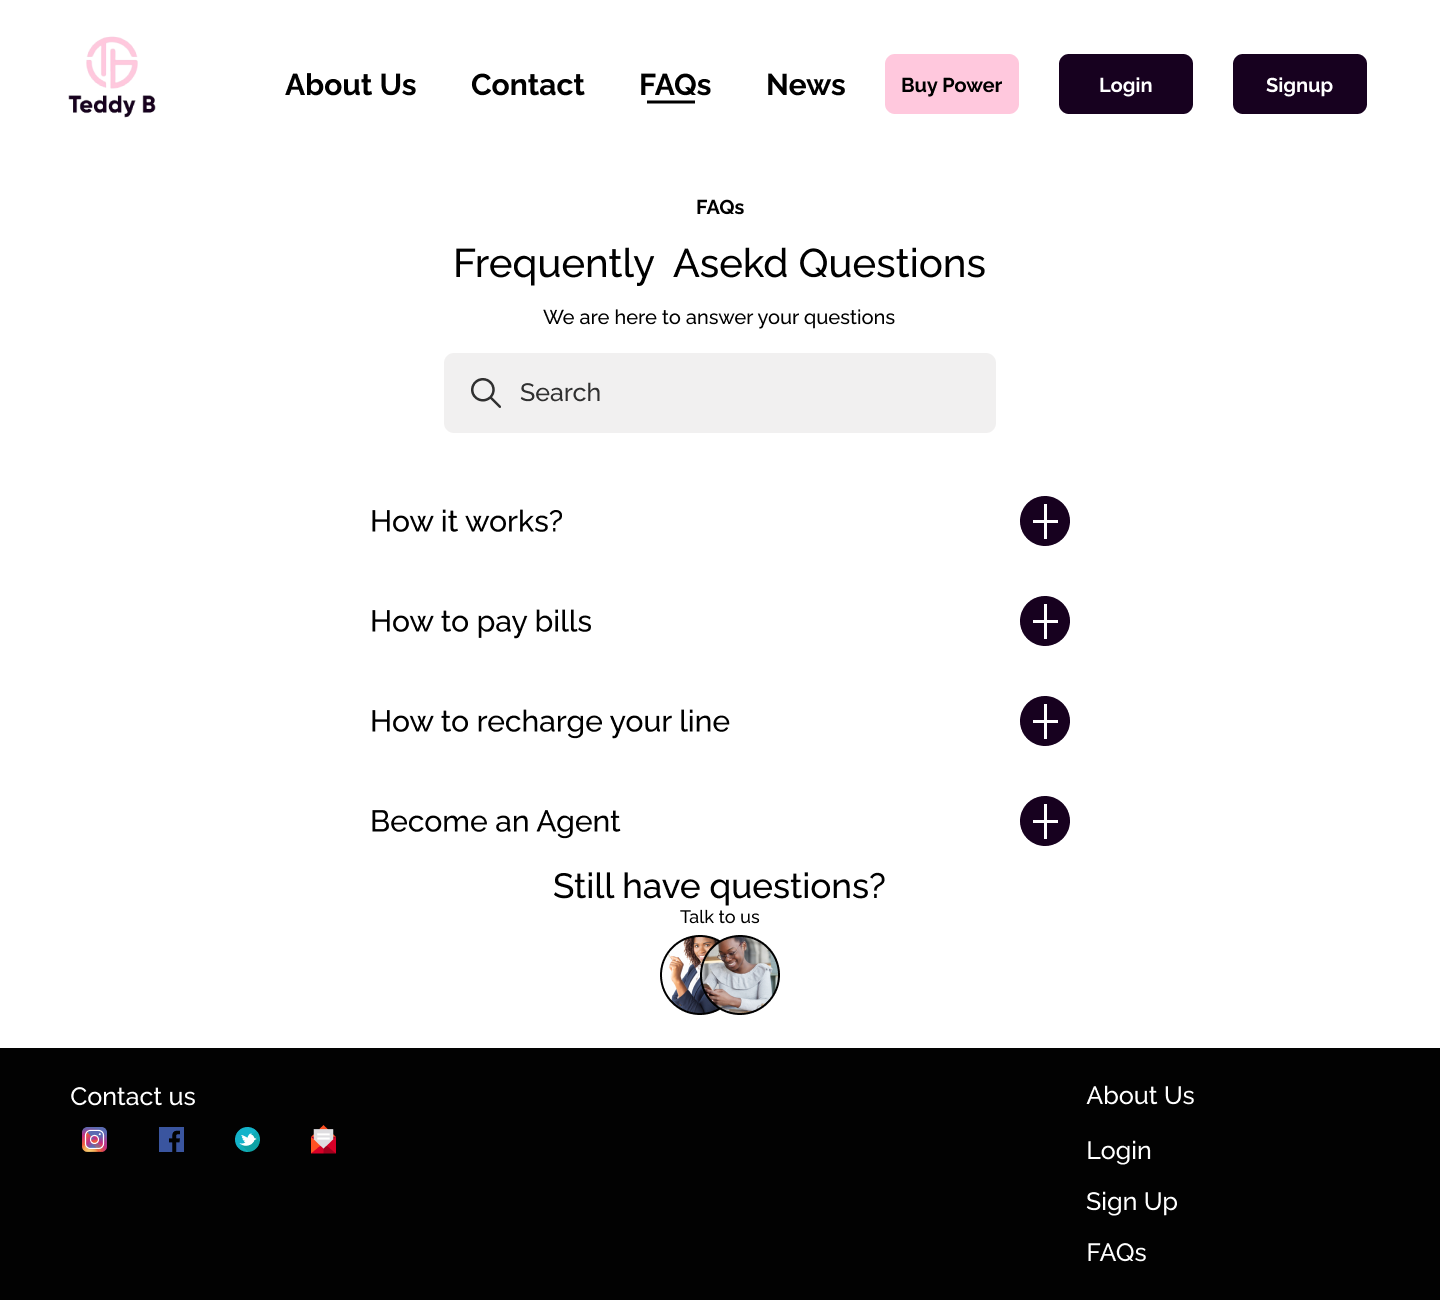 Teddy B
About Us
Contact
FAQs
News
Buy Power
Login
Signup
FAQs
Frequently  Asekd Questions
We are here to answer your questions
Search
How it works?
How to pay bills
How to recharge your line
Become an Agent
Still have questions?
Talk to us
Contact us
About Us
Login
Sign Up
FAQs